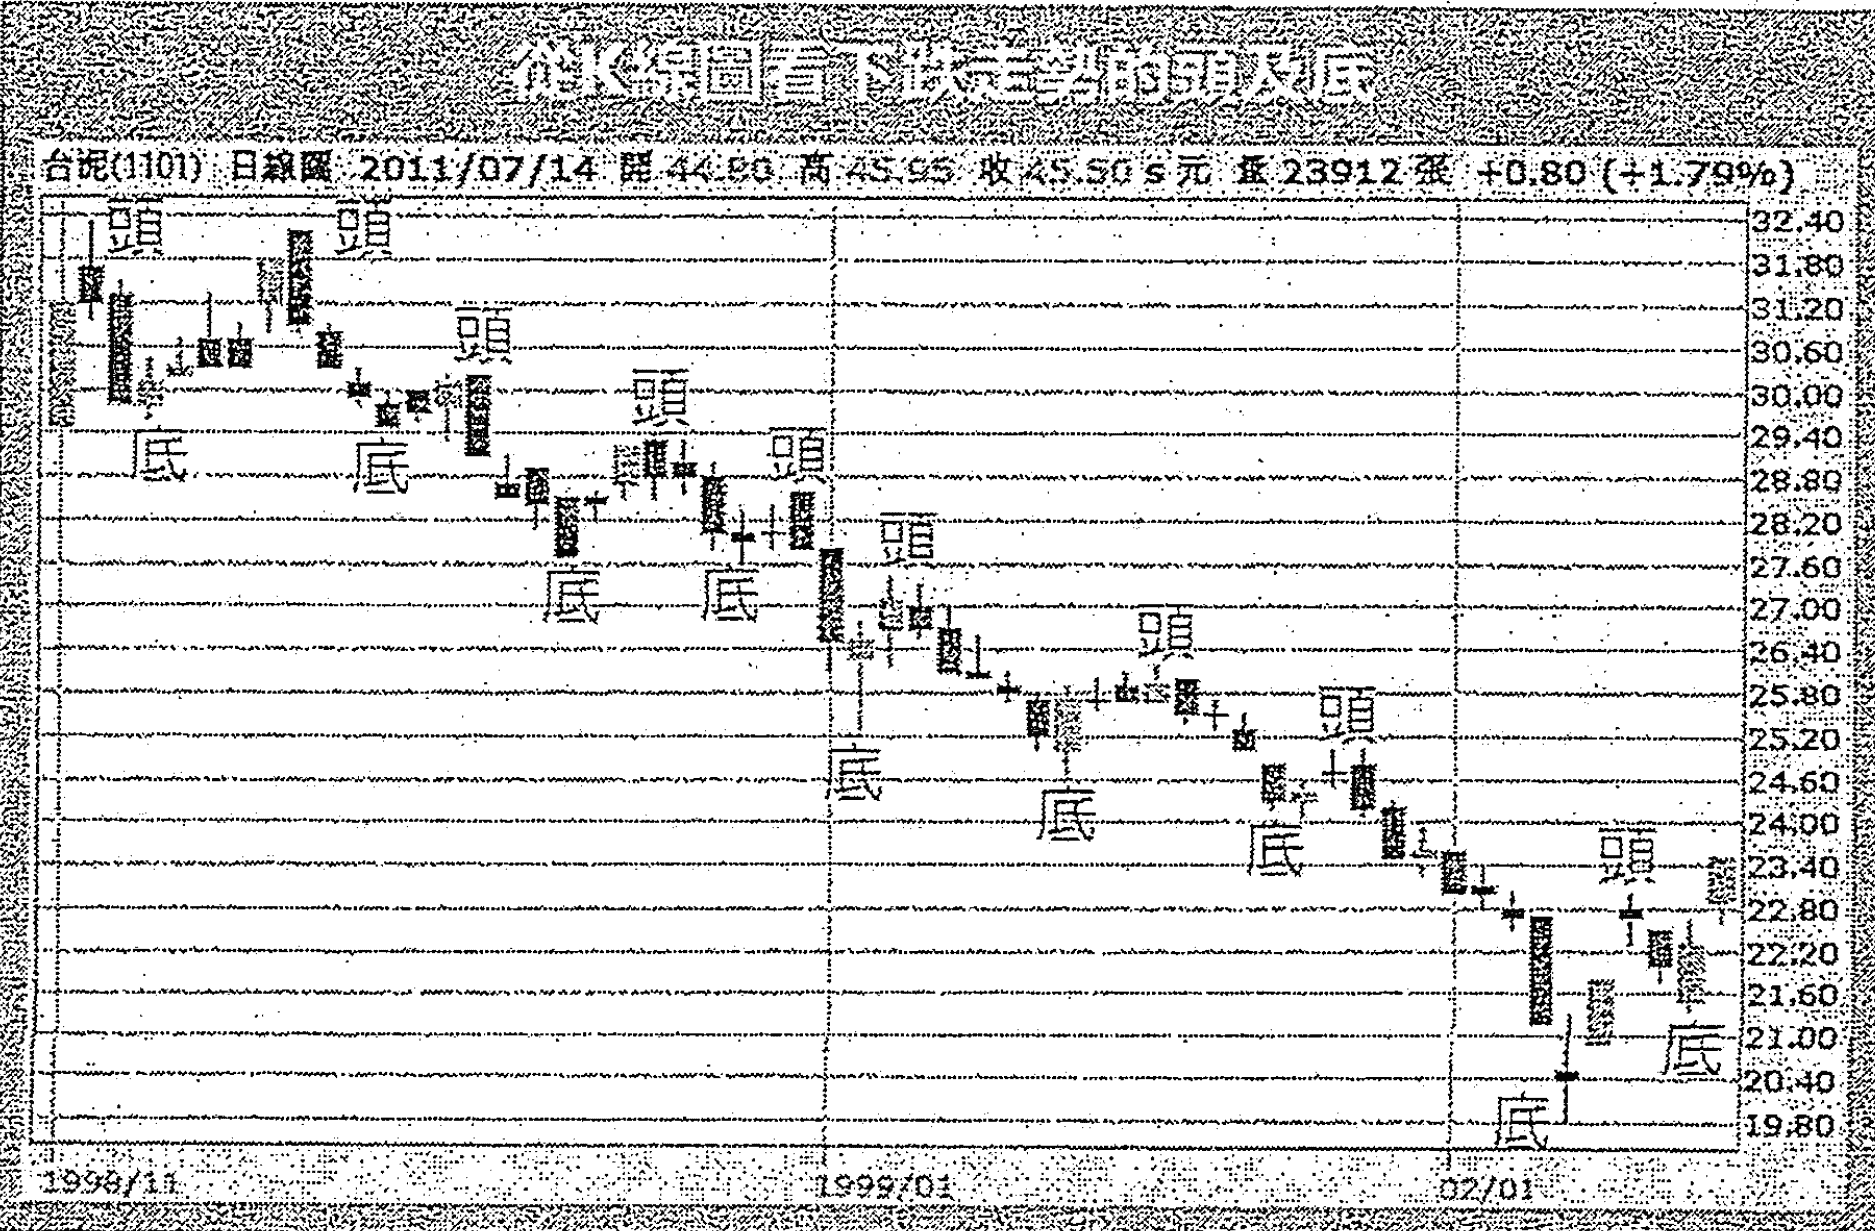 從K線圖看下跌走勢的頭及底
台泥(1101) 日線圖 2011/07/14 開 44.80 高 45.95 收 45.50 s 元 量 23912 張 +0.80 (+1.79%)
頭 頭 32.40
31.80
31.20
頭 30.60
頭 30.00
底 底 頭 29.40
28.80
頭 28.20
底 底 27.60
頭 27.00
26.40
頭 25.80
底 25.20
底 24.60
底 頭 24.00
23.40
22.80
22.20
21.60
底 21.00
底 20.40
19.80
1998/11 1999/01 02/01